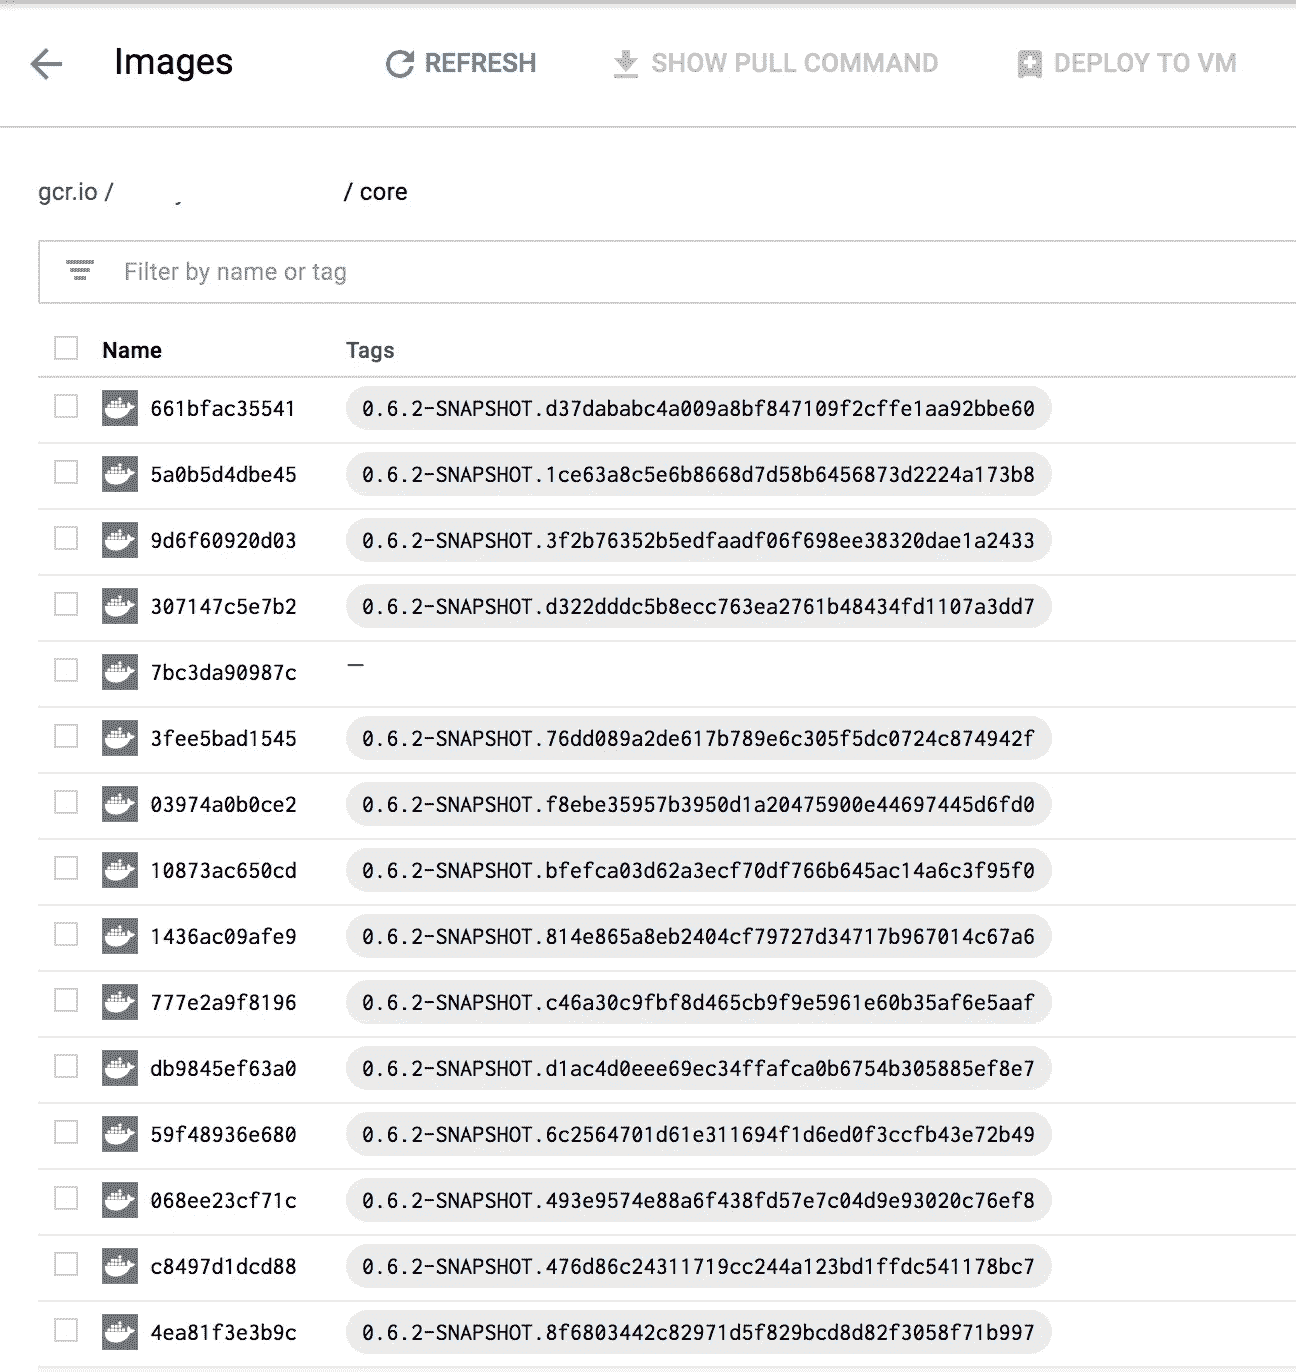 Images REFRESH SHOW PULL COMMAND DEPLOY TO VM
gcr.io / / core
Filter by name or tag
Name Tags
661bfac35541 0.6.2-SNAPSHOT.d37dababc4a009a8bf847109f2cffe1aa92bbe60
5a0b5d4dbe45 0.6.2-SNAPSHOT.1ce63a8c5e6b8668d7d58b6456873d2224a173b8
9d6f60920d03 0.6.2-SNAPSHOT.3f2b76352b5edfaadf06f698ee38320dae1a2433
307147c5e7b2 0.6.2-SNAPSHOT.d322dddc5b8ecc763ea2761b48434fd1107a3dd7
7bc3da90987c —
3fee5bad1545 0.6.2-SNAPSHOT.76dd089a2de617b789e6c305f5dc0724c874942f
03974a0b0ce2 0.6.2-SNAPSHOT.f8ebe35957b3950d1a20475900e44697445d6fd0
10873ac650cd 0.6.2-SNAPSHOT.bfefca03d62a3ecf70df766b645ac14a6c3f95f0
1436ac09afe9 0.6.2-SNAPSHOT.814e865a8eb2404cf79727d34717b967014c67a6
777e2a9f8196 0.6.2-SNAPSHOT.c46a30c9fbf8d465cb9f9e5961e60b35af6e5aaf
db9845ef63a0 0.6.2-SNAPSHOT.d1ac4d0eee69ec34ffafca0b6754b305885ef8e7
59f48936e680 0.6.2-SNAPSHOT.6c2564701d61e311694f1d6ed0f3ccfb43e72b49
068ee23cf71c 0.6.2-SNAPSHOT.493e9574e88a6f438fd57e7c04d9e93020c76ef8
c8497d1dcd88 0.6.2-SNAPSHOT.476d86c24311719cc244a123bd1ffdc541178bc7
4ea81f3e3b9c 0.6.2-SNAPSHOT.8f6803442c82971d5f829bcd8d82f3058f71b997